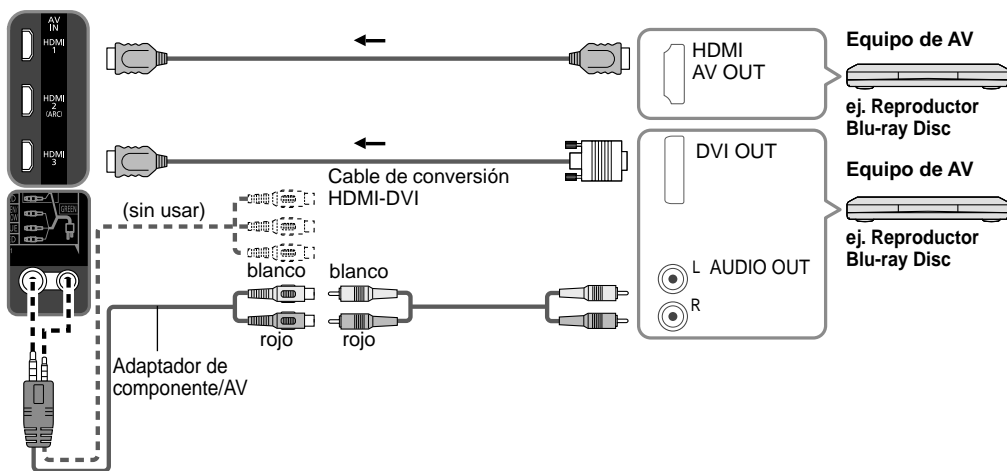 AV
IN
HDMI
1
HDMI
2
(ARC)
HDMI
3
HDMI
AV OUT
Equipo de AV
ej. Reproductor
Blu-ray Disc
DVI OUT
Equipo de AV
ej. Reproductor
Blu-ray Disc
Cable de conversión
HDMI-DVI
(sin usar)
GREEN
blanco
blanco
L AUDIO OUT
R
rojo
rojo
Adaptador de
componente/AV